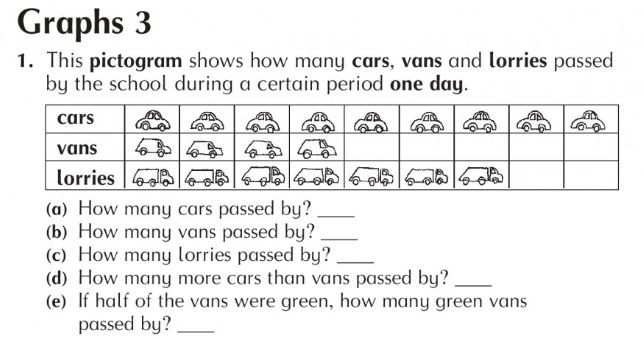 Graphs 3
1. This pictogram shows how many cars, vans and lorries passed
by the school during a certain period one day.
cars
vans
lorries
(a) How many cars passed by? ____
(b) How many vans passed by? ____
(c) How many lorries passed by? ____
(d) How many more cars than vans passed by? ____
(e) If half of the vans were green, how many green vans
passed by? ____